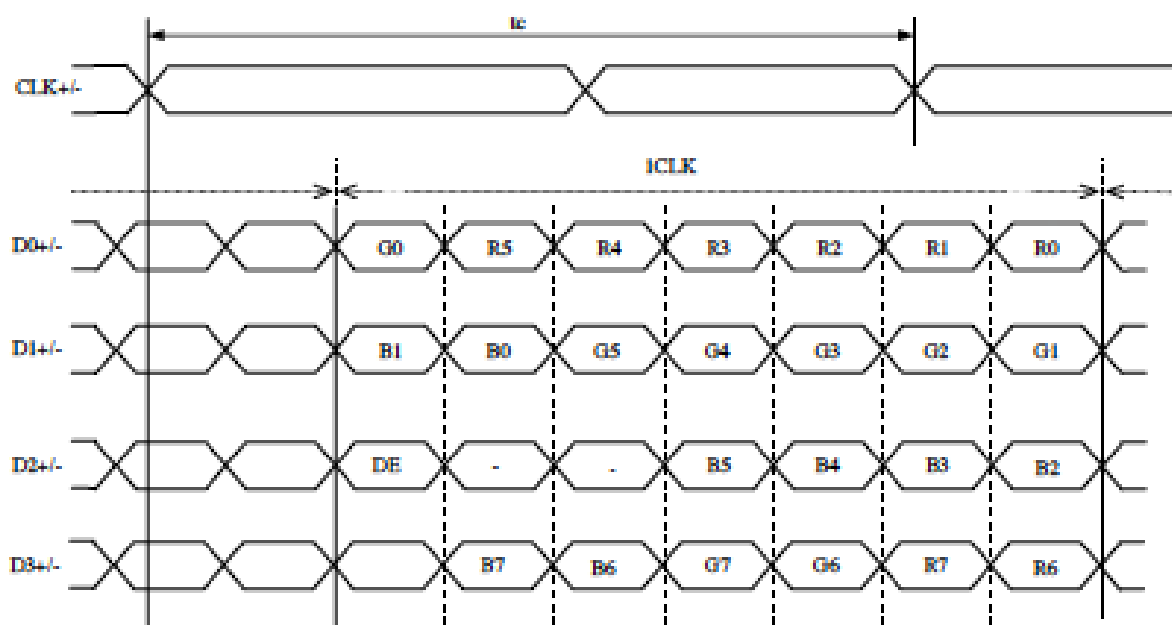 tc
CLK+/-
1CLK
D0+/- G0 R5 R4 R3 R2 R1 R0
D1+/- B1 B0 G5 G4 G3 G2 G1
D2+/- DE - - B5 B4 B3 B2
D3+/- B7 B6 G7 G6 R7 R6